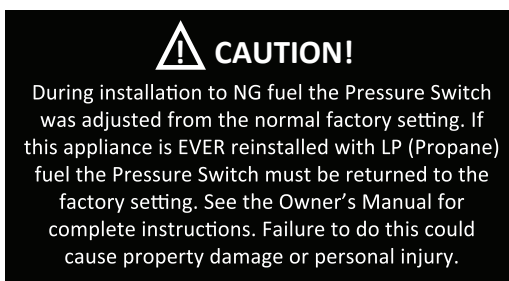 CAUTION!
During installation to NG fuel the Pressure Switch
was adjusted from the normal factory setting. If
this appliance is EVER reinstalled with LP (Propane)
fuel the Pressure Switch must be returned to the
factory setting. See the Owner’s Manual for
complete instructions. Failure to do this could
cause property damage or personal injury.